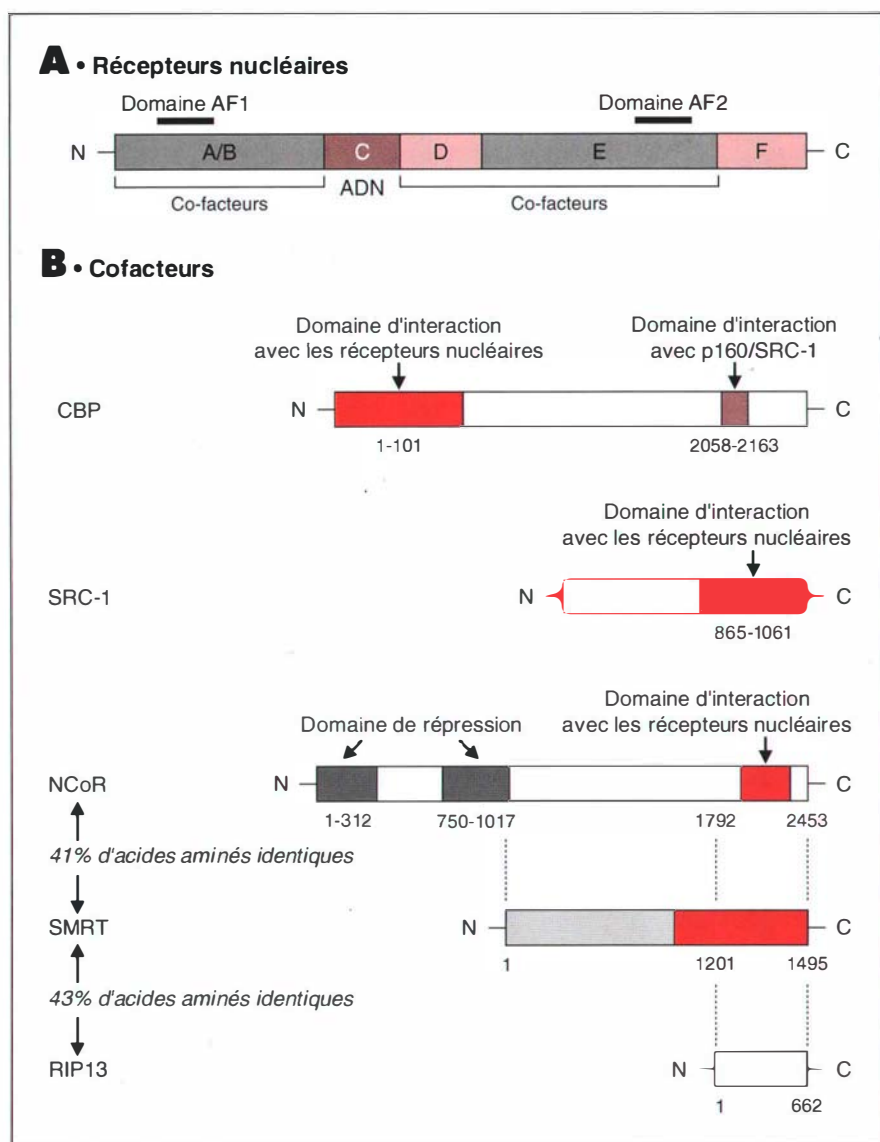 A • Récepteurs nucléaires
Domaine AF1
Domaine AF2
N
A/B
C
D
E
F
C
Co-facteurs
ADN
Co-facteurs
B • Cofacteurs
Domaine d'interaction
avec les récepteurs nucléaires
Domaine d'interaction
avec p160/SRC-1
CBP
N
C
1-101
2058-2163
Domaine d'interaction
avec les récepteurs nucléaires
SRC-1
N
C
865-1061
Domaine de répression
Domaine d'interaction
avec les récepteurs nucléaires
NCoR
N
C
1-312
750-1017
1792
2453
41% d'acides aminés identiques
SMRT
N
C
1
1201
1495
43% d'acides aminés identiques
RIP13
N
C
1
662